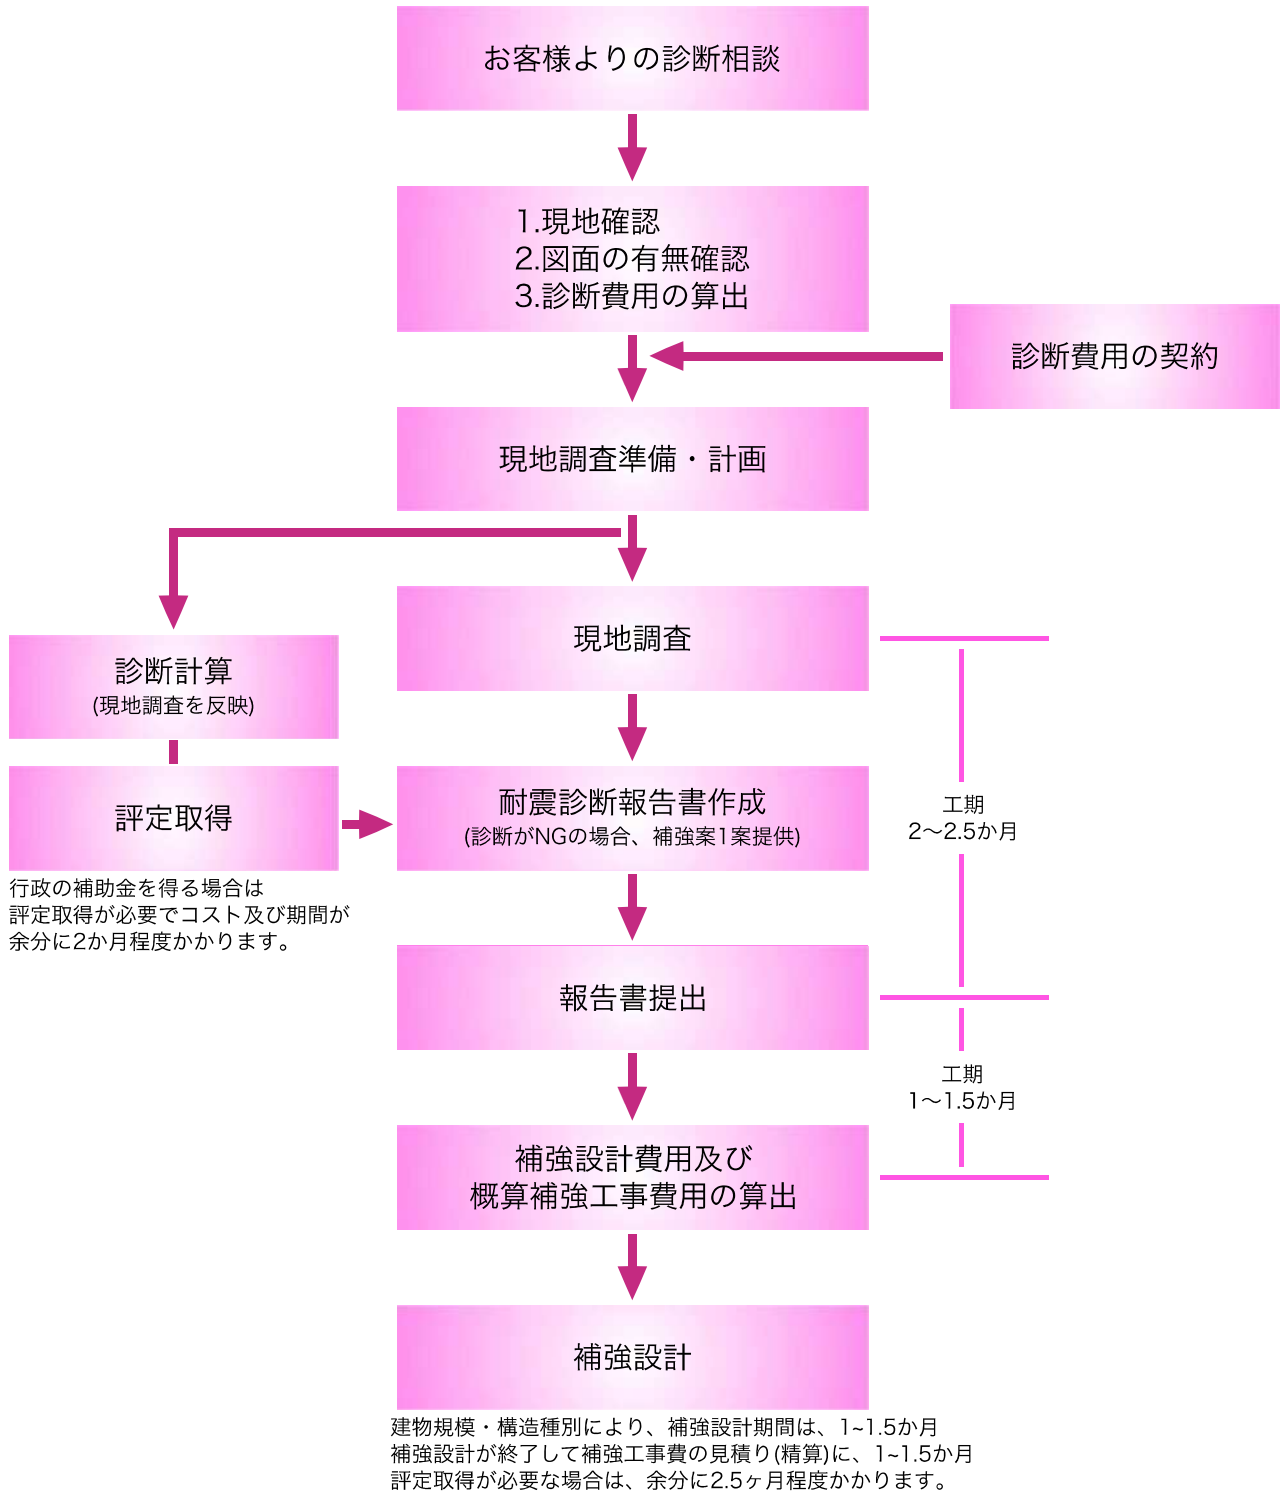 お客様よりの診断相談
1.現地確認
2.図面の有無確認
3.診断費用の算出
診断費用の契約
現地調査準備・計画
現地調査
診断計算
(現地調査を反映)
評定取得
行政の補助金を得る場合は
評定取得が必要でコスト及び期間が
余分に2か月程度かかります。
耐震診断報告書作成
(診断がNGの場合、補強案1案提供)
工期
2〜2.5か月
報告書提出
工期
1〜1.5か月
補強設計費用及び
概算補強工事費用の算出
補強設計
建物規模・構造種別により、補強設計期間は、1~1.5か月
補強設計が終了して補強工事費の見積り(精算)に、1~1.5か月
評定取得が必要な場合は、余分に2.5ヶ月程度かかります。